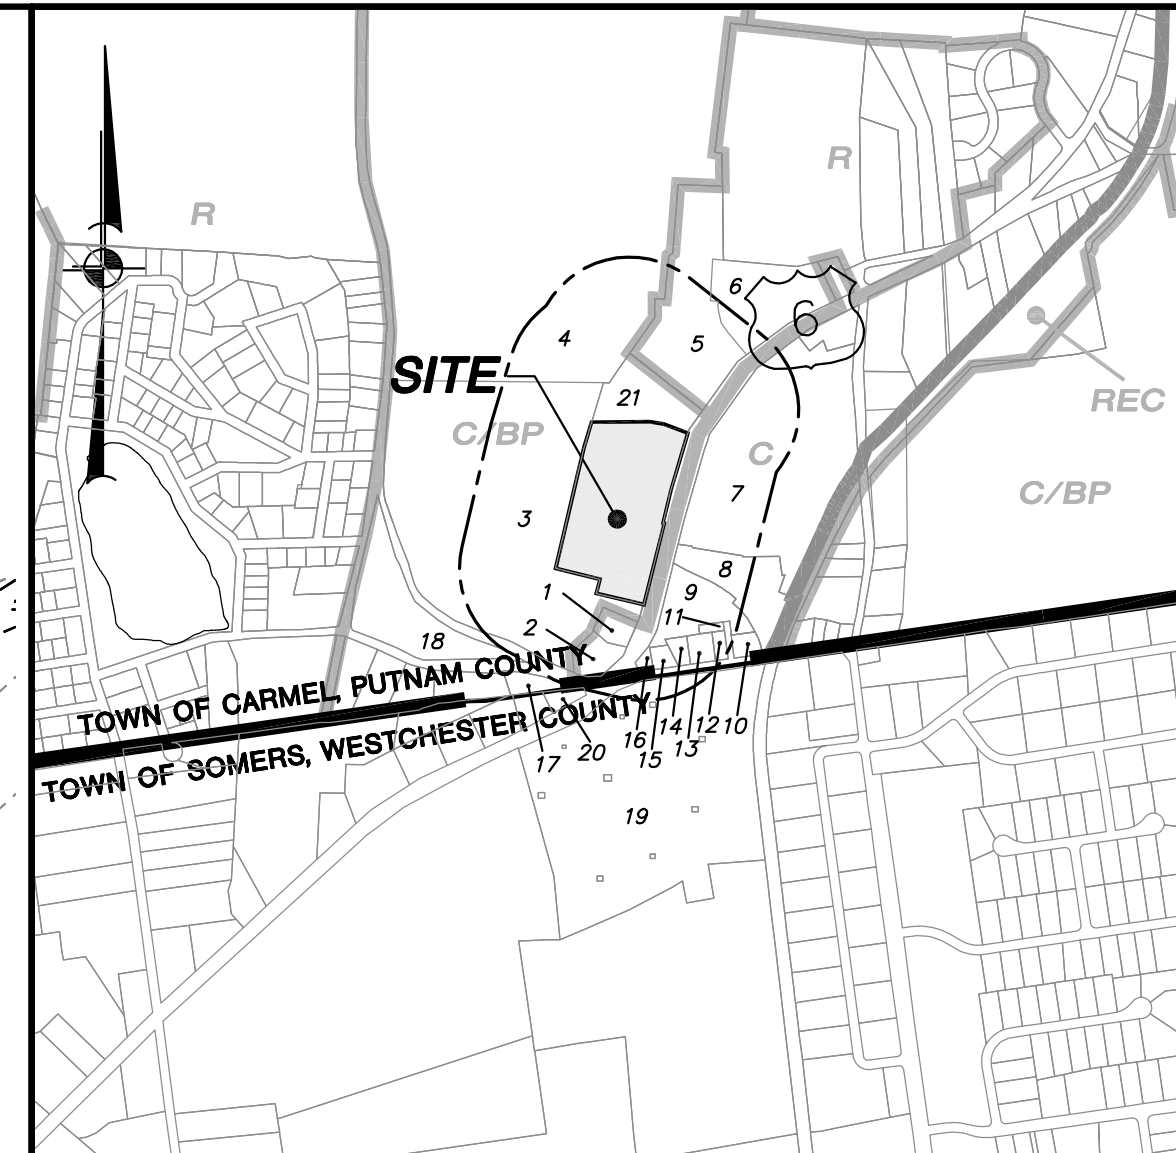 R
R
6
6
4
5
SITE
21
REC
C/BP
C
7
C/BP
3
8
1
9
11
2
18
TOWN OF CARMEL, PUTNAM COUNTY
TOWN OF SOMERS, WESTCHESTER COUNTY
16
14
12
10
17
20
15
13
19